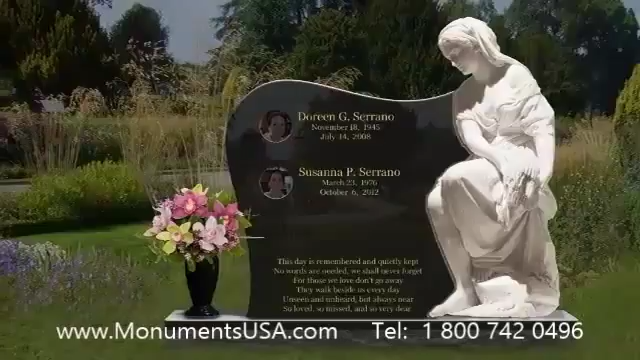 Doreen G. Serrano
November 18, 1945
July 14, 2008
Susanna P. Serrano
March 23, 1976
October 6, 2012
This day is remembered and quietly kept
No words are needed, we shall never forget
For those we love don't go away
They walk beside us every day
Unseen and unheard, but always near
So loved, so missed, and so very dear
www.MonumentsUSA.com Tel: 1 800 742 0496